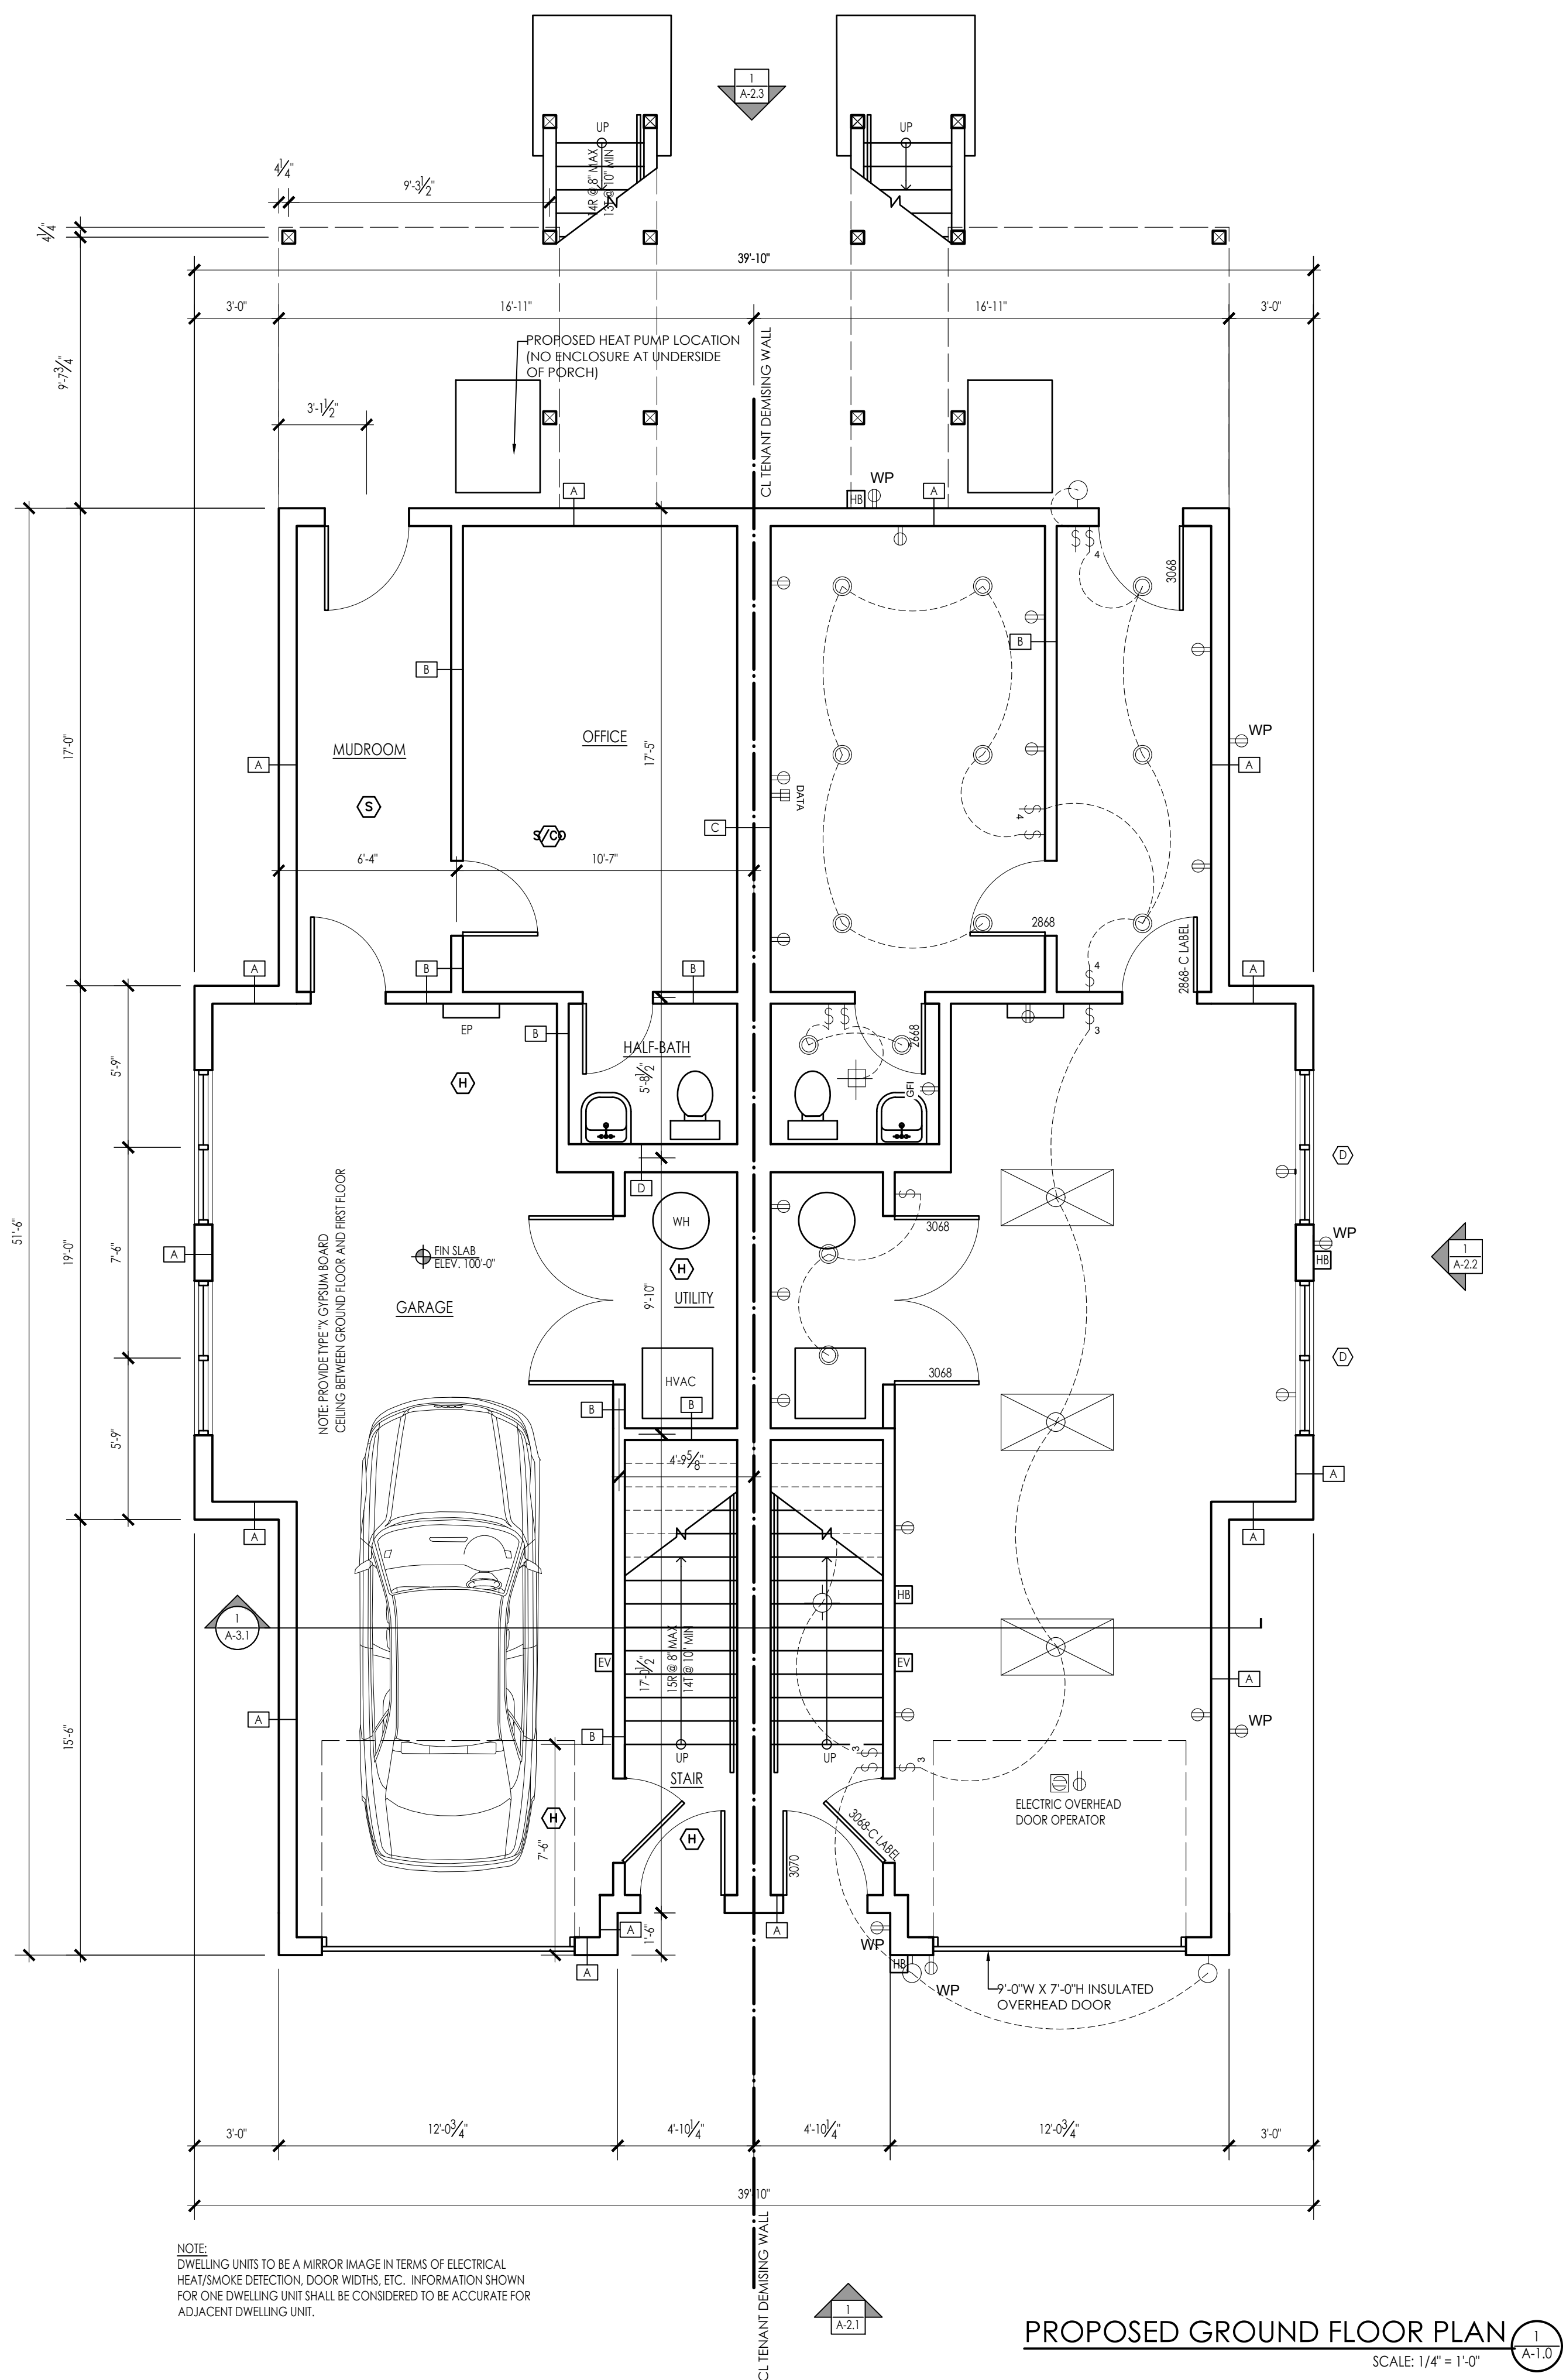 1
A-2.3
UP
UP
14R @ 8" MAX
13T @ 10" MIN
4 1/4"
9'-3 1/2"
4 1/4"
39'-10"
3'-0"
16'-11"
16'-11"
3'-0"
PROPOSED HEAT PUMP LOCATION
(NO ENCLOSURE AT UNDERSIDE
OF PORCH)
CL TENANT DEMISING WALL
9'-7 3/4"
3'-1 1/2"
A
HB
WP
A
4
3068
B
B
MUDROOM
OFFICE
17'-5"
17'-0"
A
WP
A
S
DATA
4
C
S/CD
6'-4"
10'-7"
2868
2868- C LABEL
A
B
B
4
A
EP
B
3
HALF-BATH
2668
5'-8 1/2"
5'-9"
H
GFI
D
D
NOTE: PROVIDE TYPE "X GYPSUM BOARD
CEILING BETWEEN GROUND FLOOR AND FIRST FLOOR
WH
3068
51'-6"
19'-0"
7'-6"
A
FIN SLAB
ELEV. 100'-0"
H
WP
HB
1
A-2.2
GARAGE
9'-10"
UTILITY
D
HVAC
3068
B
B
5'-9"
4'-9 5/8"
A
A
A
HB
1
A-3.1
EV
17'-0 1/2"
15R @ 8" MAX
14T @ 10" MIN
EV
A
A
15'-6"
B
WP
UP
UP
3
3
STAIR
ELECTRIC OVERHEAD
DOOR OPERATOR
H
7'-6"
H
3068-C LABEL
3070
A
1'-6"
A
WP
A
HB
WP
9'-0"W X 7'-0"H INSULATED
OVERHEAD DOOR
3'-0"
12'-0 3/4"
4'-10 1/4"
4'-10 1/4"
12'-0 3/4"
3'-0"
39'-10"
CL TENANT DEMISING WALL
NOTE:
DWELLING UNITS TO BE A MIRROR IMAGE IN TERMS OF ELECTRICAL
HEAT/SMOKE DETECTION, DOOR WIDTHS, ETC. INFORMATION SHOWN
FOR ONE DWELLING UNIT SHALL BE CONSIDERED TO BE ACCURATE FOR
ADJACENT DWELLING UNIT.
1
A-2.1
PROPOSED GROUND FLOOR PLAN
1
A-1.0
SCALE: 1/4" = 1'-0"